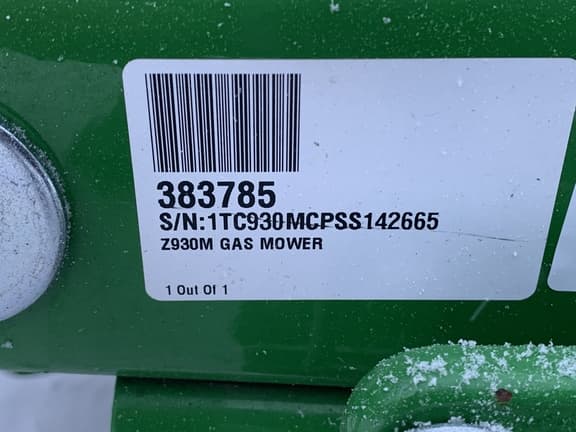 383785
S/N:1TC930MCPSS142665
Z930M GAS MOWER
1 Out Of 1